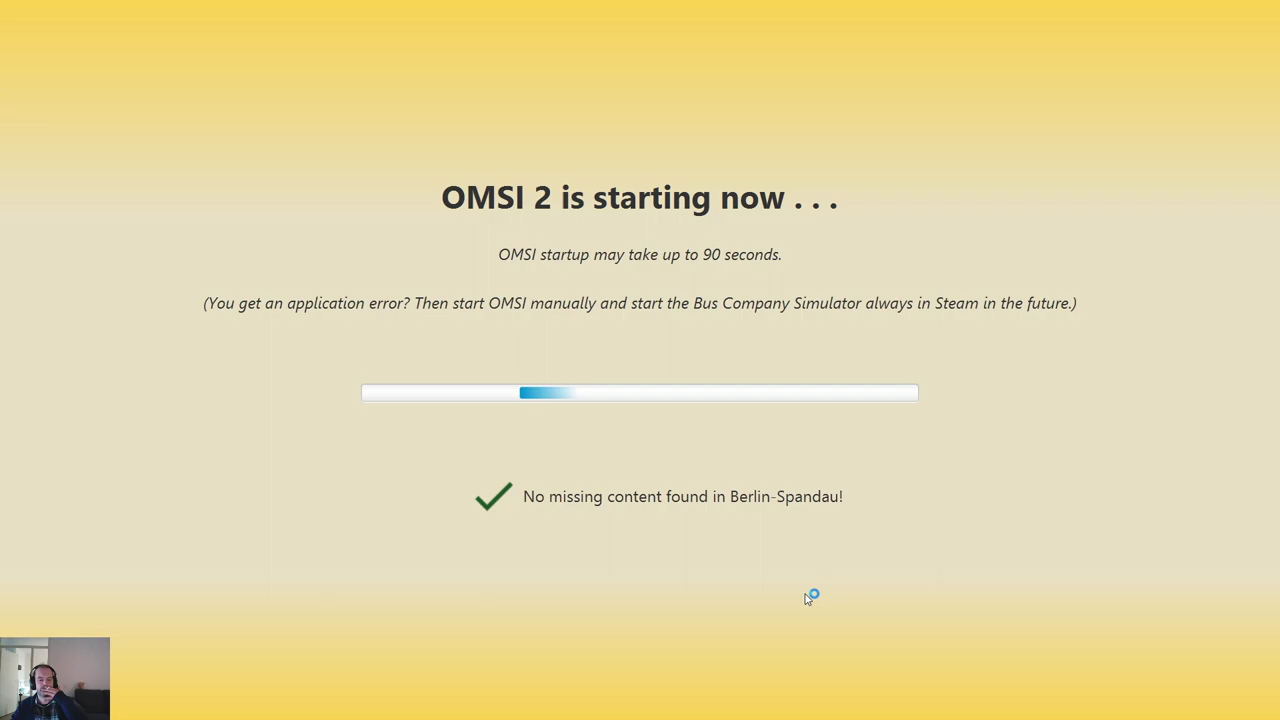 OMSI 2 is starting now . . .
OMSI startup may take up to 90 seconds.
(You get an application error? Then start OMSI manually and start the Bus Company Simulator always in Steam in the future.)
No missing content found in Berlin-Spandau!